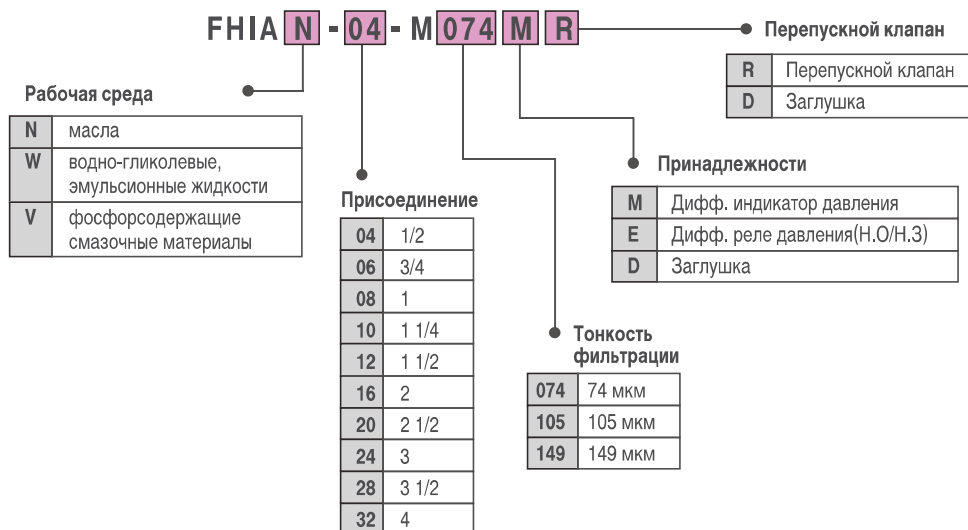 FHIA N - 04 - M 074 M R
Перепускной клапан
R Перепускной клапан
D Заглушка
Рабочая среда
N масла
W водно-гликолевые,
эмульсионные жидкости
V фосфорсодержащие
смазочные материалы
Принадлежности
M Дифф. индикатор давления
E Дифф. реле давления(Н.О/Н.З)
D Заглушка
Присоединение
04 1/2
06 3/4
08 1
10 1 1/4
12 1 1/2
16 2
20 2 1/2
24 3
28 3 1/2
32 4
Тонкость
фильтрации
074 74 мкм
105 105 мкм
149 149 мкм